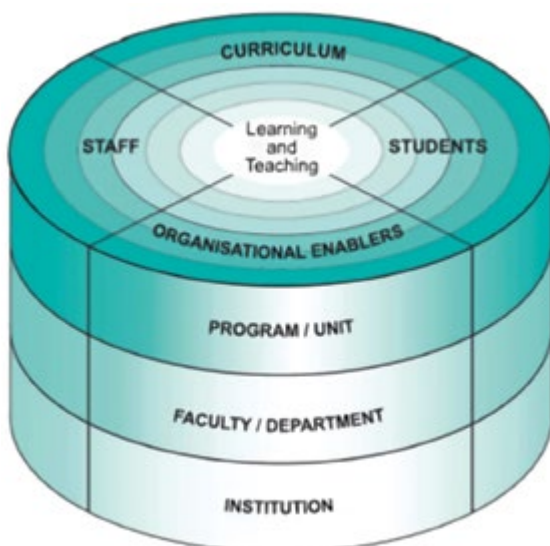 CURRICULUM
Learning
and
Teaching
STAFF
STUDENTS
ORGANISATIONAL ENABLERS
PROGRAM / UNIT
FACULTY / DEPARTMENT
INSTITUTION